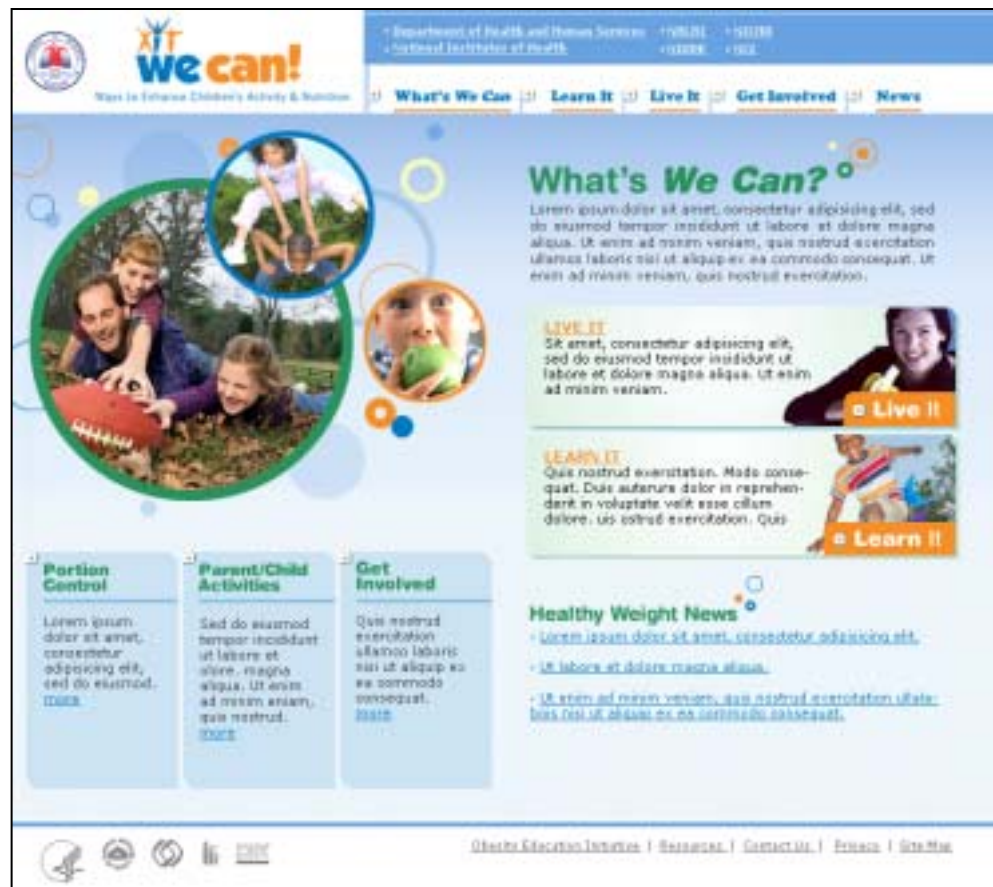 Department of Health and Human Services
National Institutes of Health
We can!
Ways to Enhance Children's Activity & Nutrition
What's We Can
Learn It
Live It
Get Involved
News
What's We Can?
Lorem ipsum dolor sit amet, consectetur adipisicing elit, sed
do eiusmod tempor insididunt ut labore et dolore magna
aliqua. Ut enim ad minim veniam, quis nostrud exercitation
ullamos laboris nisi ut aliquip ex ea commodo consequat. Ut
enim ad minim veniam, quis nostrud exercitation.
LIVE IT
Sit amet, consectetur adipisicing elit,
sed do eiusmod tempor insididunt ut
labore et dolore magna aliqua. Ut enim
ad minim veniam.
Live It
LEARN IT
Quis nostrud exersitation. Modo conse-
quat. Duis auterure dolor in reprehen-
derit in voluptate velit esse cillum
dolore. uis ostrud exercitation. Quis
Learn It
Portion
Control
Lorem ipsum
dolor sit amet,
consectetur
adipisicing elit,
sed do eiusmod.
more
Parent/Child
Activities
Sed do eiusmod
tempor incididunt
ut labore et
olore. magna
aliqua. Ut enim
ad minim eniam,
quis nostrud.
more
Get
Involved
Quis nostrud
exercitation
ullamco laboris
nisi ut aliquip ex
ea sommodo
consequat.
more
Healthy Weight News
- Lorem ipsum dolor sit amet, consectetur adipisicing elit.
- Ut labore et dolore magna aliqua.
- Ut enim ad minim veniam, quis nostrud exercitation ullala-
boris nisi ut aliquip ex ea commodo consequat.
Obesity Education Initiative | Resources | Contact Us | Privacy | Site Map